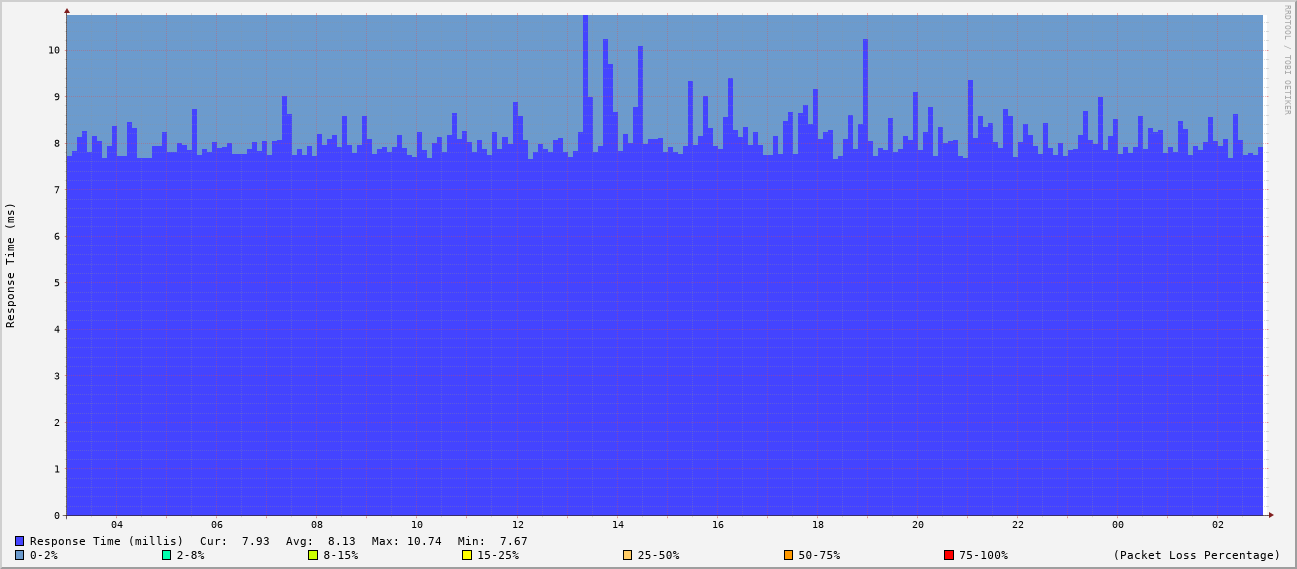 RRDTOOL / TOBI OETIKER
Response Time (ms)
10
9
8
7
6
5
4
3
2
1
0
04 06 08 10 12 14 16 18 20 22 00 02
Response Time (millis) Cur: 7.93 Avg: 8.13 Max: 10.74 Min: 7.67
0-2% 2-8% 8-15% 15-25% 25-50% 50-75% 75-100% (Packet Loss Percentage)